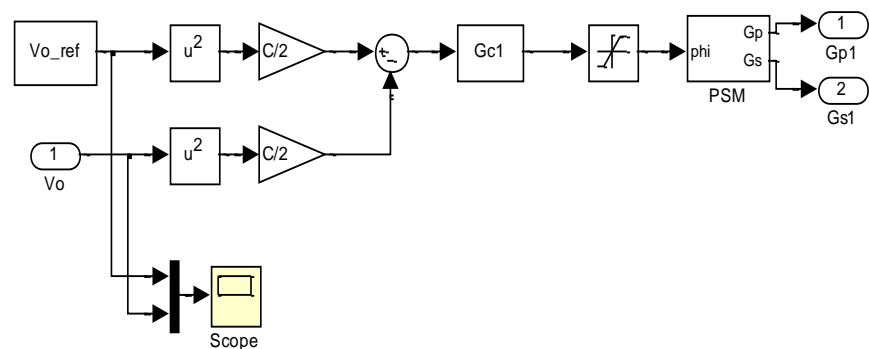 Vo_ref
u²
C/2
+
-
Gc1
phi
Gp
Gs
PSM
1
Gp1
2
Gs1
1
Vo
u²
C/2
Scope